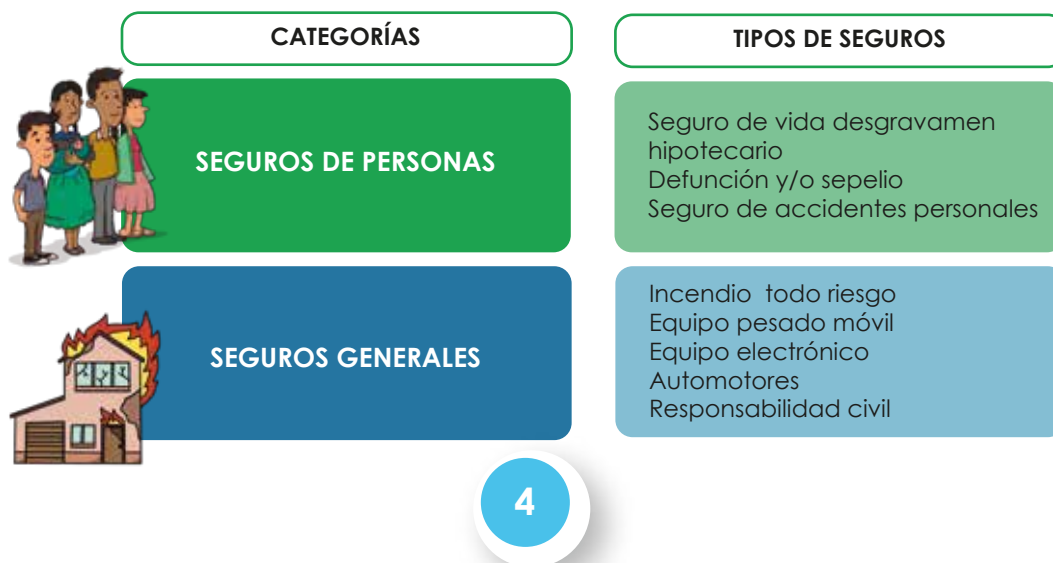 CATEGORÍAS
TIPOS DE SEGUROS
SEGUROS DE PERSONAS
Seguro de vida desgravamen
hipotecario
Defunción y/o sepelio
Seguro de accidentes personales
SEGUROS GENERALES
Incendio  todo riesgo
Equipo pesado móvil
Equipo electrónico
Automotores
Responsabilidad civil
4